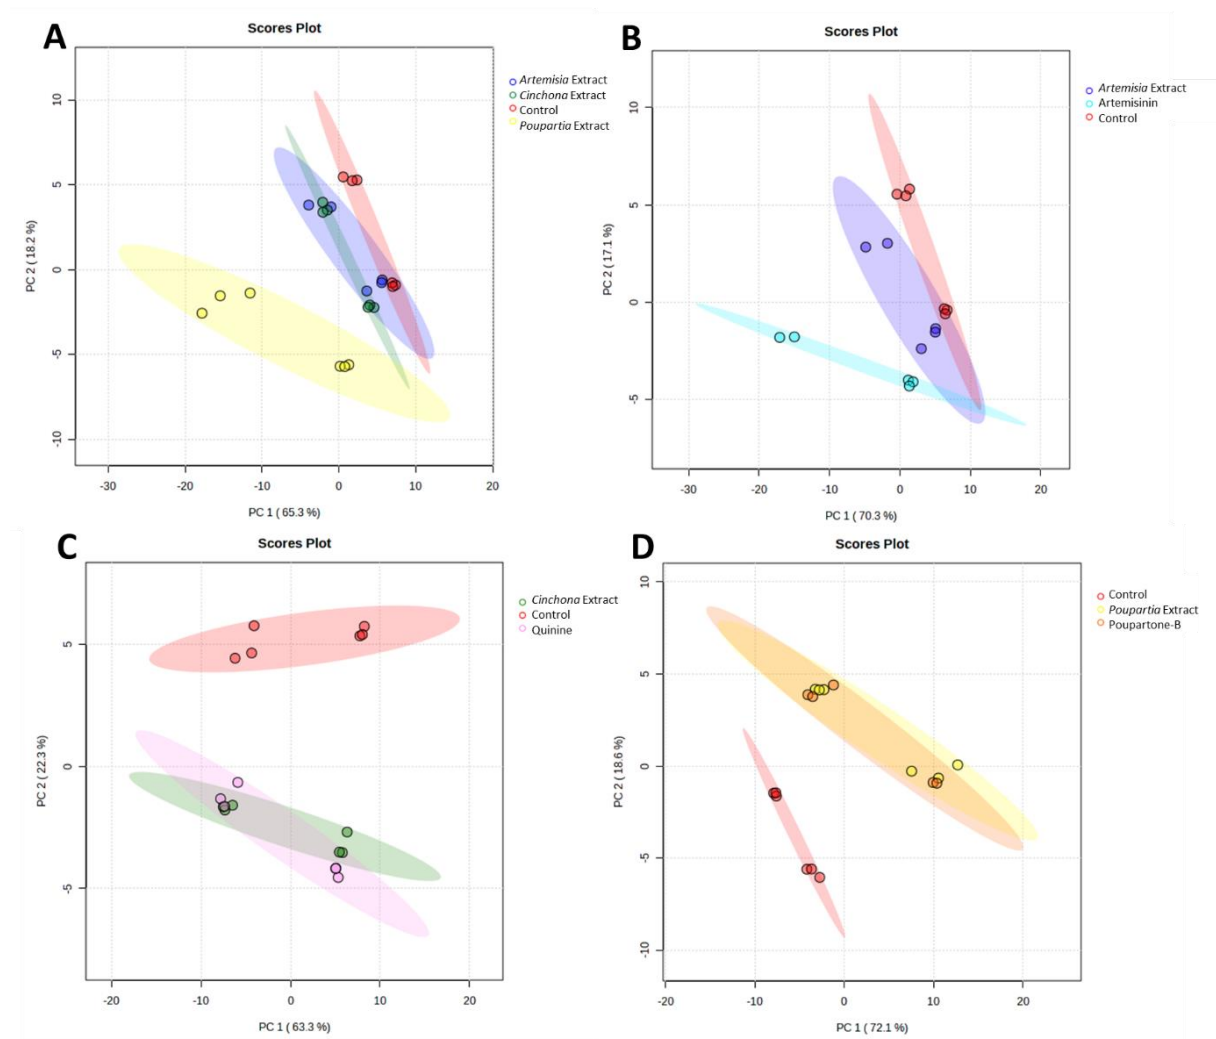 A
Scores Plot
PC 2 ( 18.2 %)
10
5
0
-5
-10
-30
-20
-10
0
10
20
PC 1 ( 65.3 %)
Artemisia Extract
Cinchona Extract
Control
Poupartia Extract
B
Scores Plot
PC 2 ( 17.1 %)
10
5
0
-5
-30
-20
-10
0
10
20
PC 1 ( 70.3 %)
Artemisia Extract
Artemisinin
Control
C
Scores Plot
PC 2 ( 22.3 %)
5
0
-5
-20
-10
0
10
20
PC 1 ( 63.3 %)
Cinchona Extract
Control
Quinine
D
Scores Plot
PC 2 ( 18.6 %)
10
5
0
-5
-10
-20
-10
0
10
20
PC 1 ( 72.1 %)
Control
Poupartia Extract
Poupartone-B